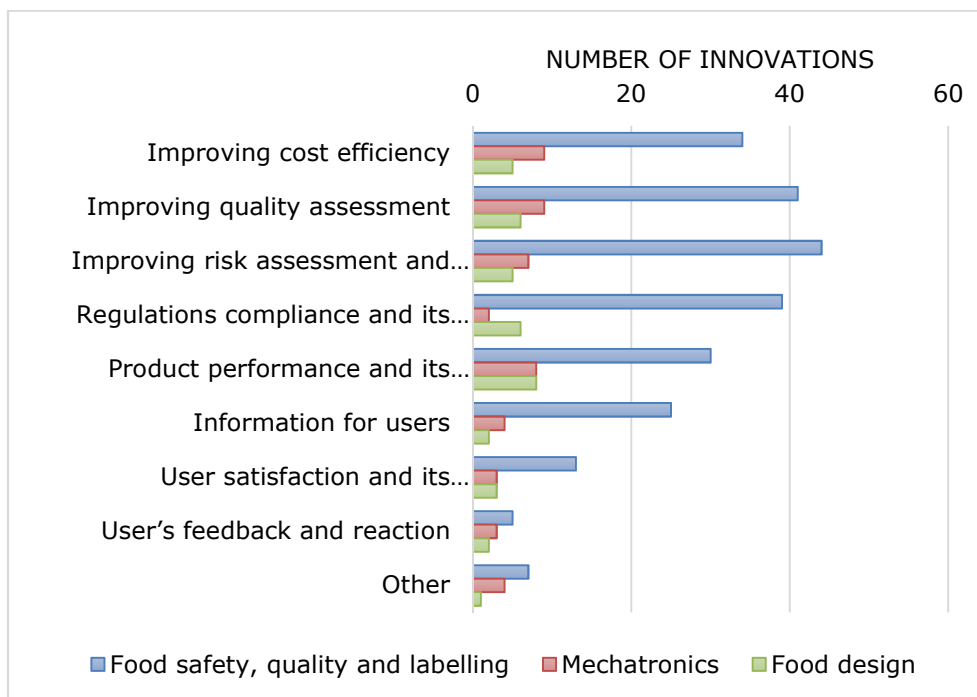 NUMBER OF INNOVATIONS
0 20 40 60
Improving cost efficiency
Improving quality assessment
Improving risk assessment and...
Regulations compliance and its...
Product performance and its...
Information for users
User satisfaction and its...
User’s feedback and reaction
Other
Food safety, quality and labelling Mechatronics Food design